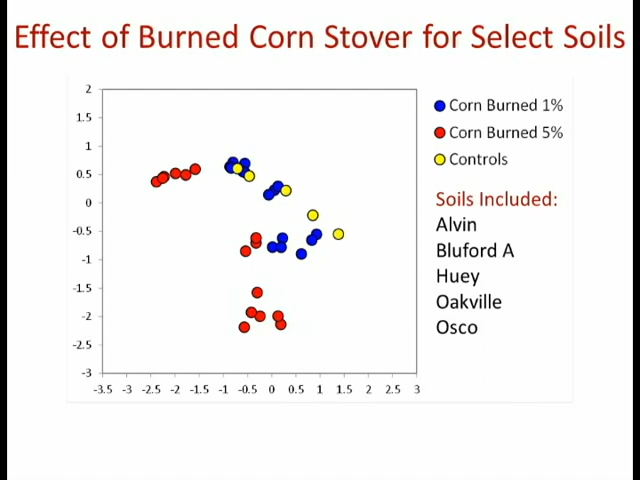 Effect of Burned Corn Stover for Select Soils
2
1.5
1
0.5
0
-0.5
-1
-1.5
-2
-2.5
-3
-3.5 -3 -2.5 -2 -1.5 -1 -0.5 0 0.5 1 1.5 2 2.5 3
Corn Burned 1%
Corn Burned 5%
Controls
Soils Included:
Alvin
Bluford A
Huey
Oakville
Osco